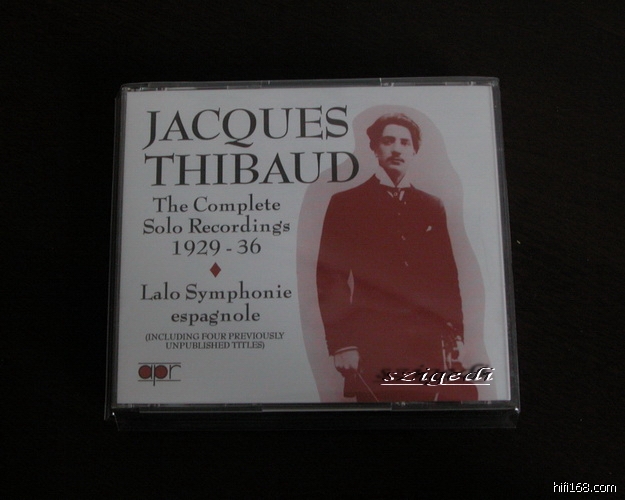 JACQUES
THIBAUD
The Complete
Solo Recordings
1929 - 36
Lalo Symphonie
espagnole
(INCLUDING FOUR PREVIOUSLY
UNPUBLISHED TITLES)
apr
szigedi
hifi168.com